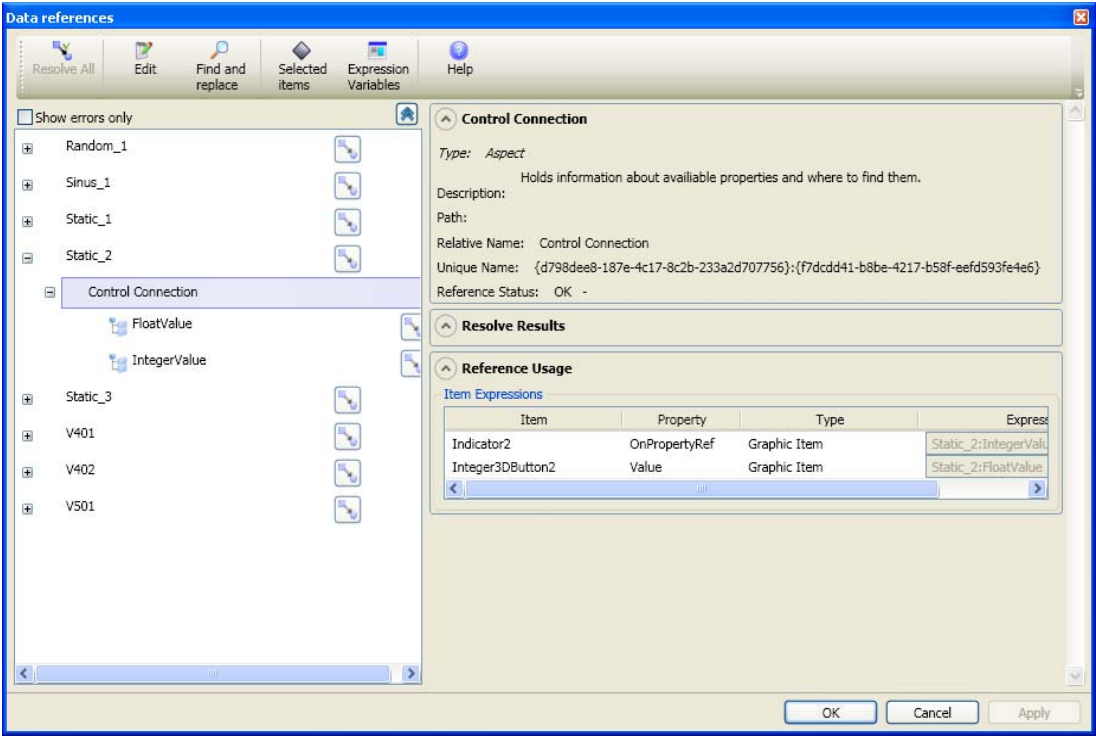 Data references
Resolve All
Edit
Find and
replace
Selected
items
Expression
Variables
Help
Show errors only
Random_1
Sinus_1
Static_1
Static_2
Control Connection
FloatValue
IntegerValue
Static_3
V401
V402
V501
Control Connection
Type: Aspect
Holds information about availiable properties and where to find them.
Description:
Path:
Relative Name: Control Connection
Unique Name: {d798dee8-187e-4c17-8c2b-233a2d707756}:{f7dcdd41-b8be-4217-b58f-eefd593fe4e6}
Reference Status: OK -
Resolve Results
Reference Usage
Item Expressions
Item Property Type Express
Indicator2 OnPropertyRef Graphic Item Static_2:IntegerValu
Integer3DButton2 Value Graphic Item Static_2:FloatValue
OK Cancel Apply